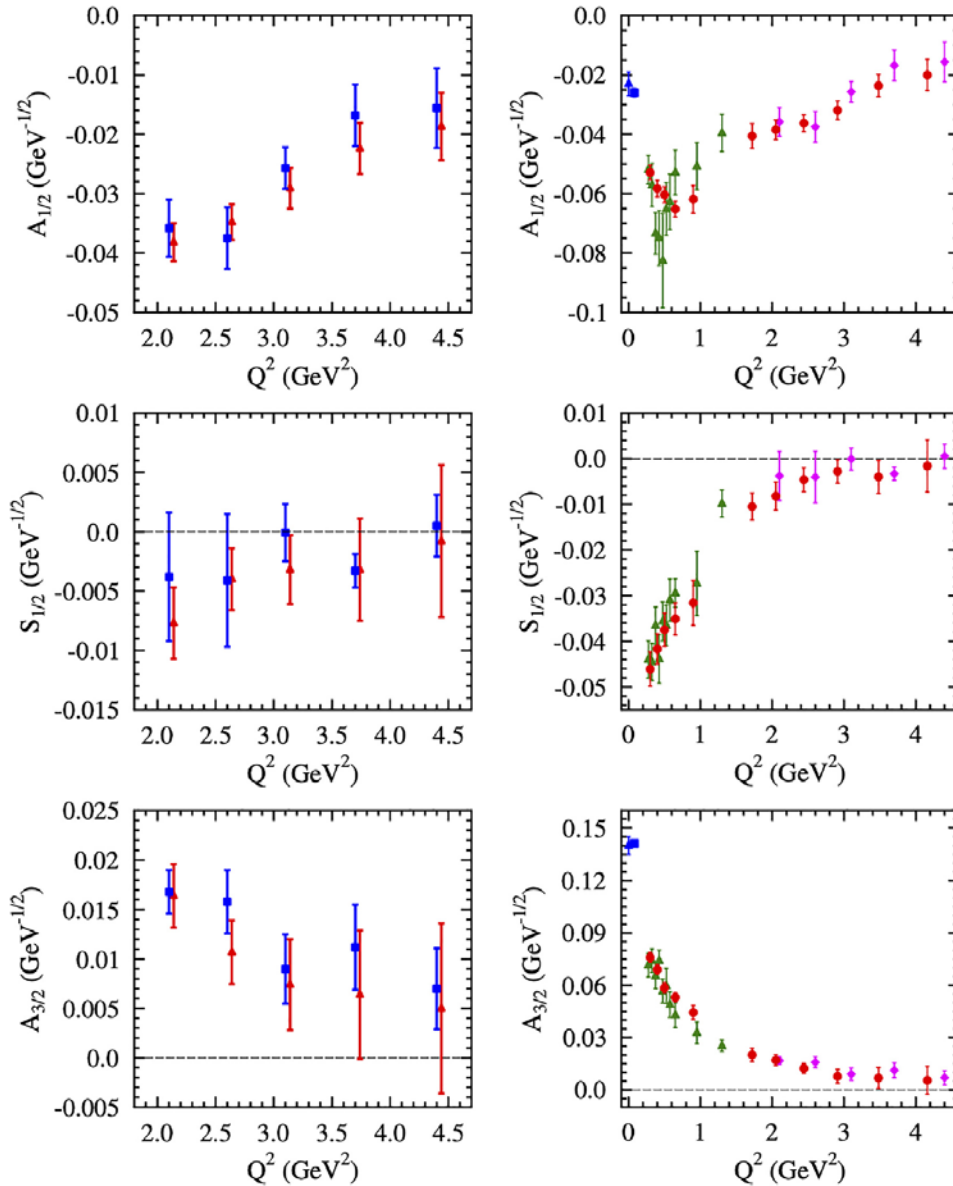 0.0
-0.01
-0.02
-0.03
-0.04
-0.05
A1/2 (GeV-1/2)
2.0 2.5 3.0 3.5 4.0 4.5
Q2 (GeV2)
0.0
-0.02
-0.04
-0.06
-0.08
-0.1
A1/2 (GeV-1/2)
0 1 2 3 4
Q2 (GeV2)
0.01
0.005
0.0
-0.005
-0.01
-0.015
S1/2 (GeV-1/2)
2.0 2.5 3.0 3.5 4.0 4.5
Q2 (GeV2)
0.01
0.0
-0.01
-0.02
-0.03
-0.04
-0.05
S1/2 (GeV-1/2)
0 1 2 3 4
Q2 (GeV2)
0.025
0.02
0.015
0.01
0.005
0.0
-0.005
A3/2 (GeV-1/2)
2.0 2.5 3.0 3.5 4.0 4.5
Q2 (GeV2)
0.15
0.12
0.09
0.06
0.03
0.0
A3/2 (GeV-1/2)
0 1 2 3 4
Q2 (GeV2)